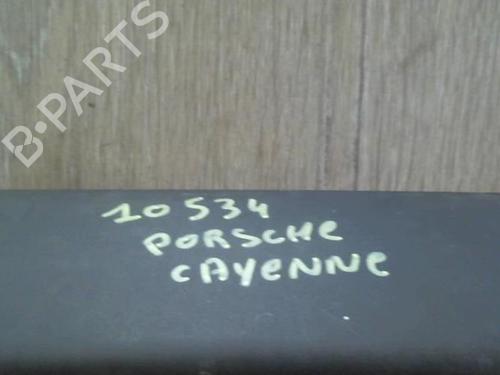 B-PARTS
10534
PORSCHE
CAYENNE